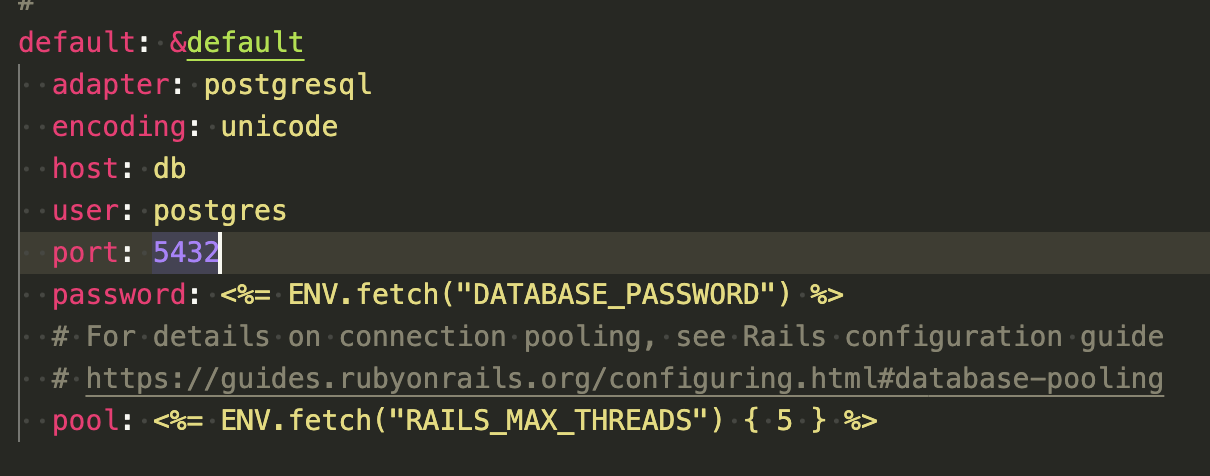 #
default: &default
  adapter: postgresql
  encoding: unicode
  host: db
  user: postgres
  port: 5432
  password: <%= ENV.fetch("DATABASE_PASSWORD") %>
  # For details on connection pooling, see Rails configuration guide
  # https://guides.rubyonrails.org/configuring.html#database-pooling
  pool: <%= ENV.fetch("RAILS_MAX_THREADS") { 5 } %>